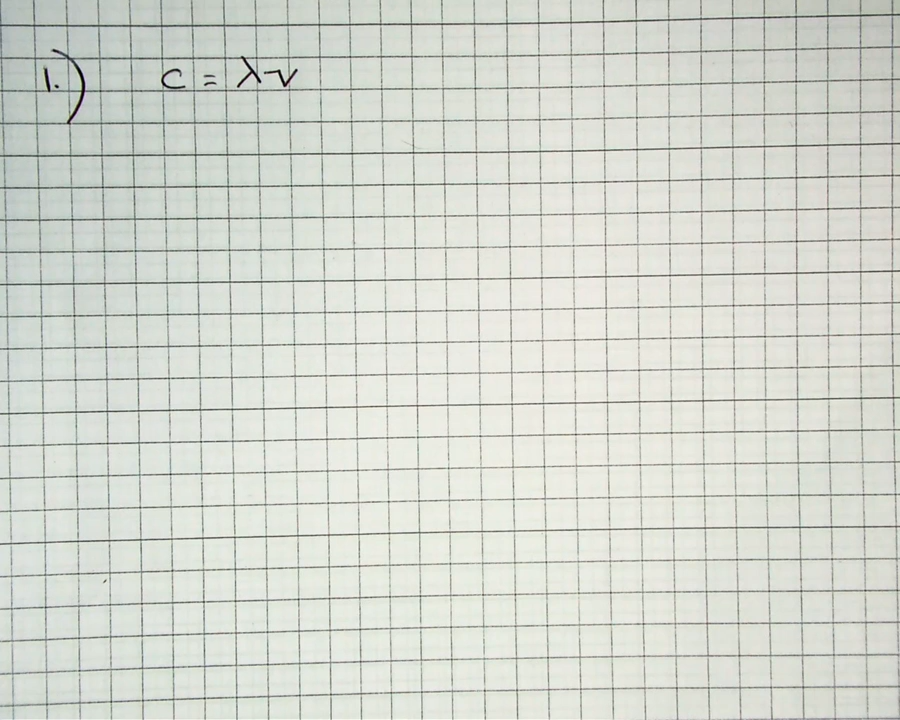 1.) c = λν